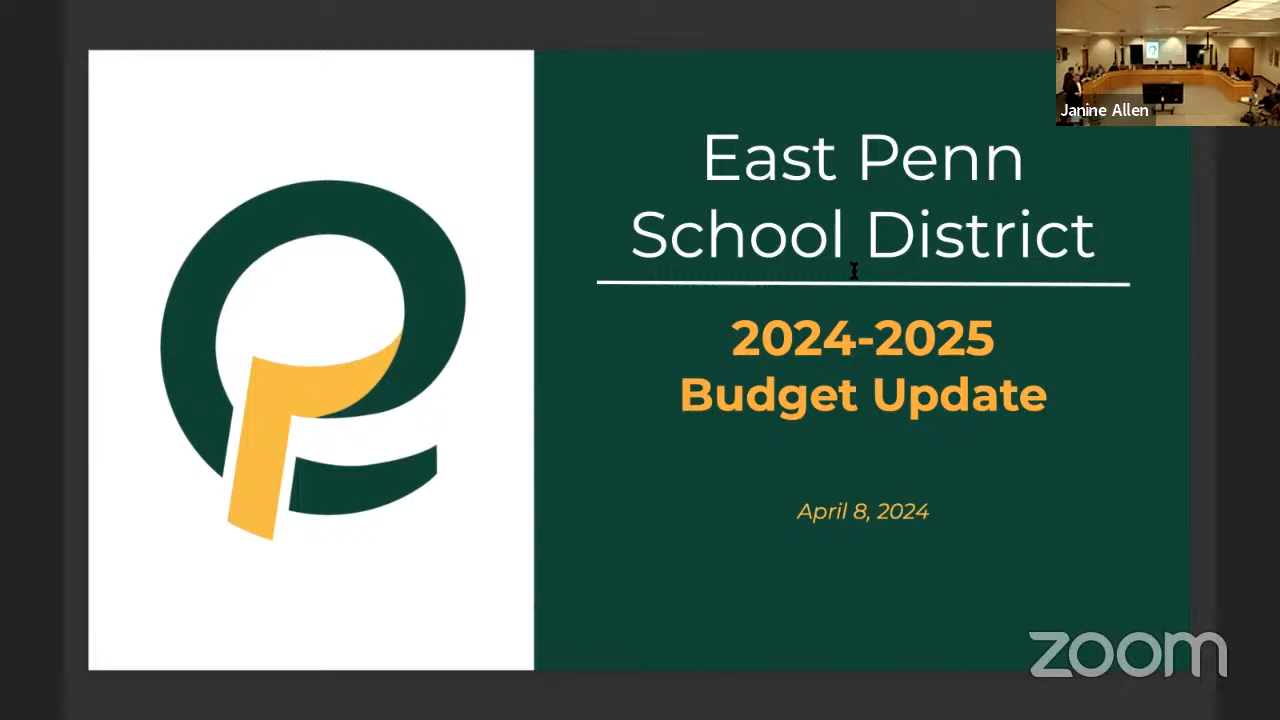 Janine Allen
East Penn
School District
2024-2025
Budget Update
April 8, 2024
zoom